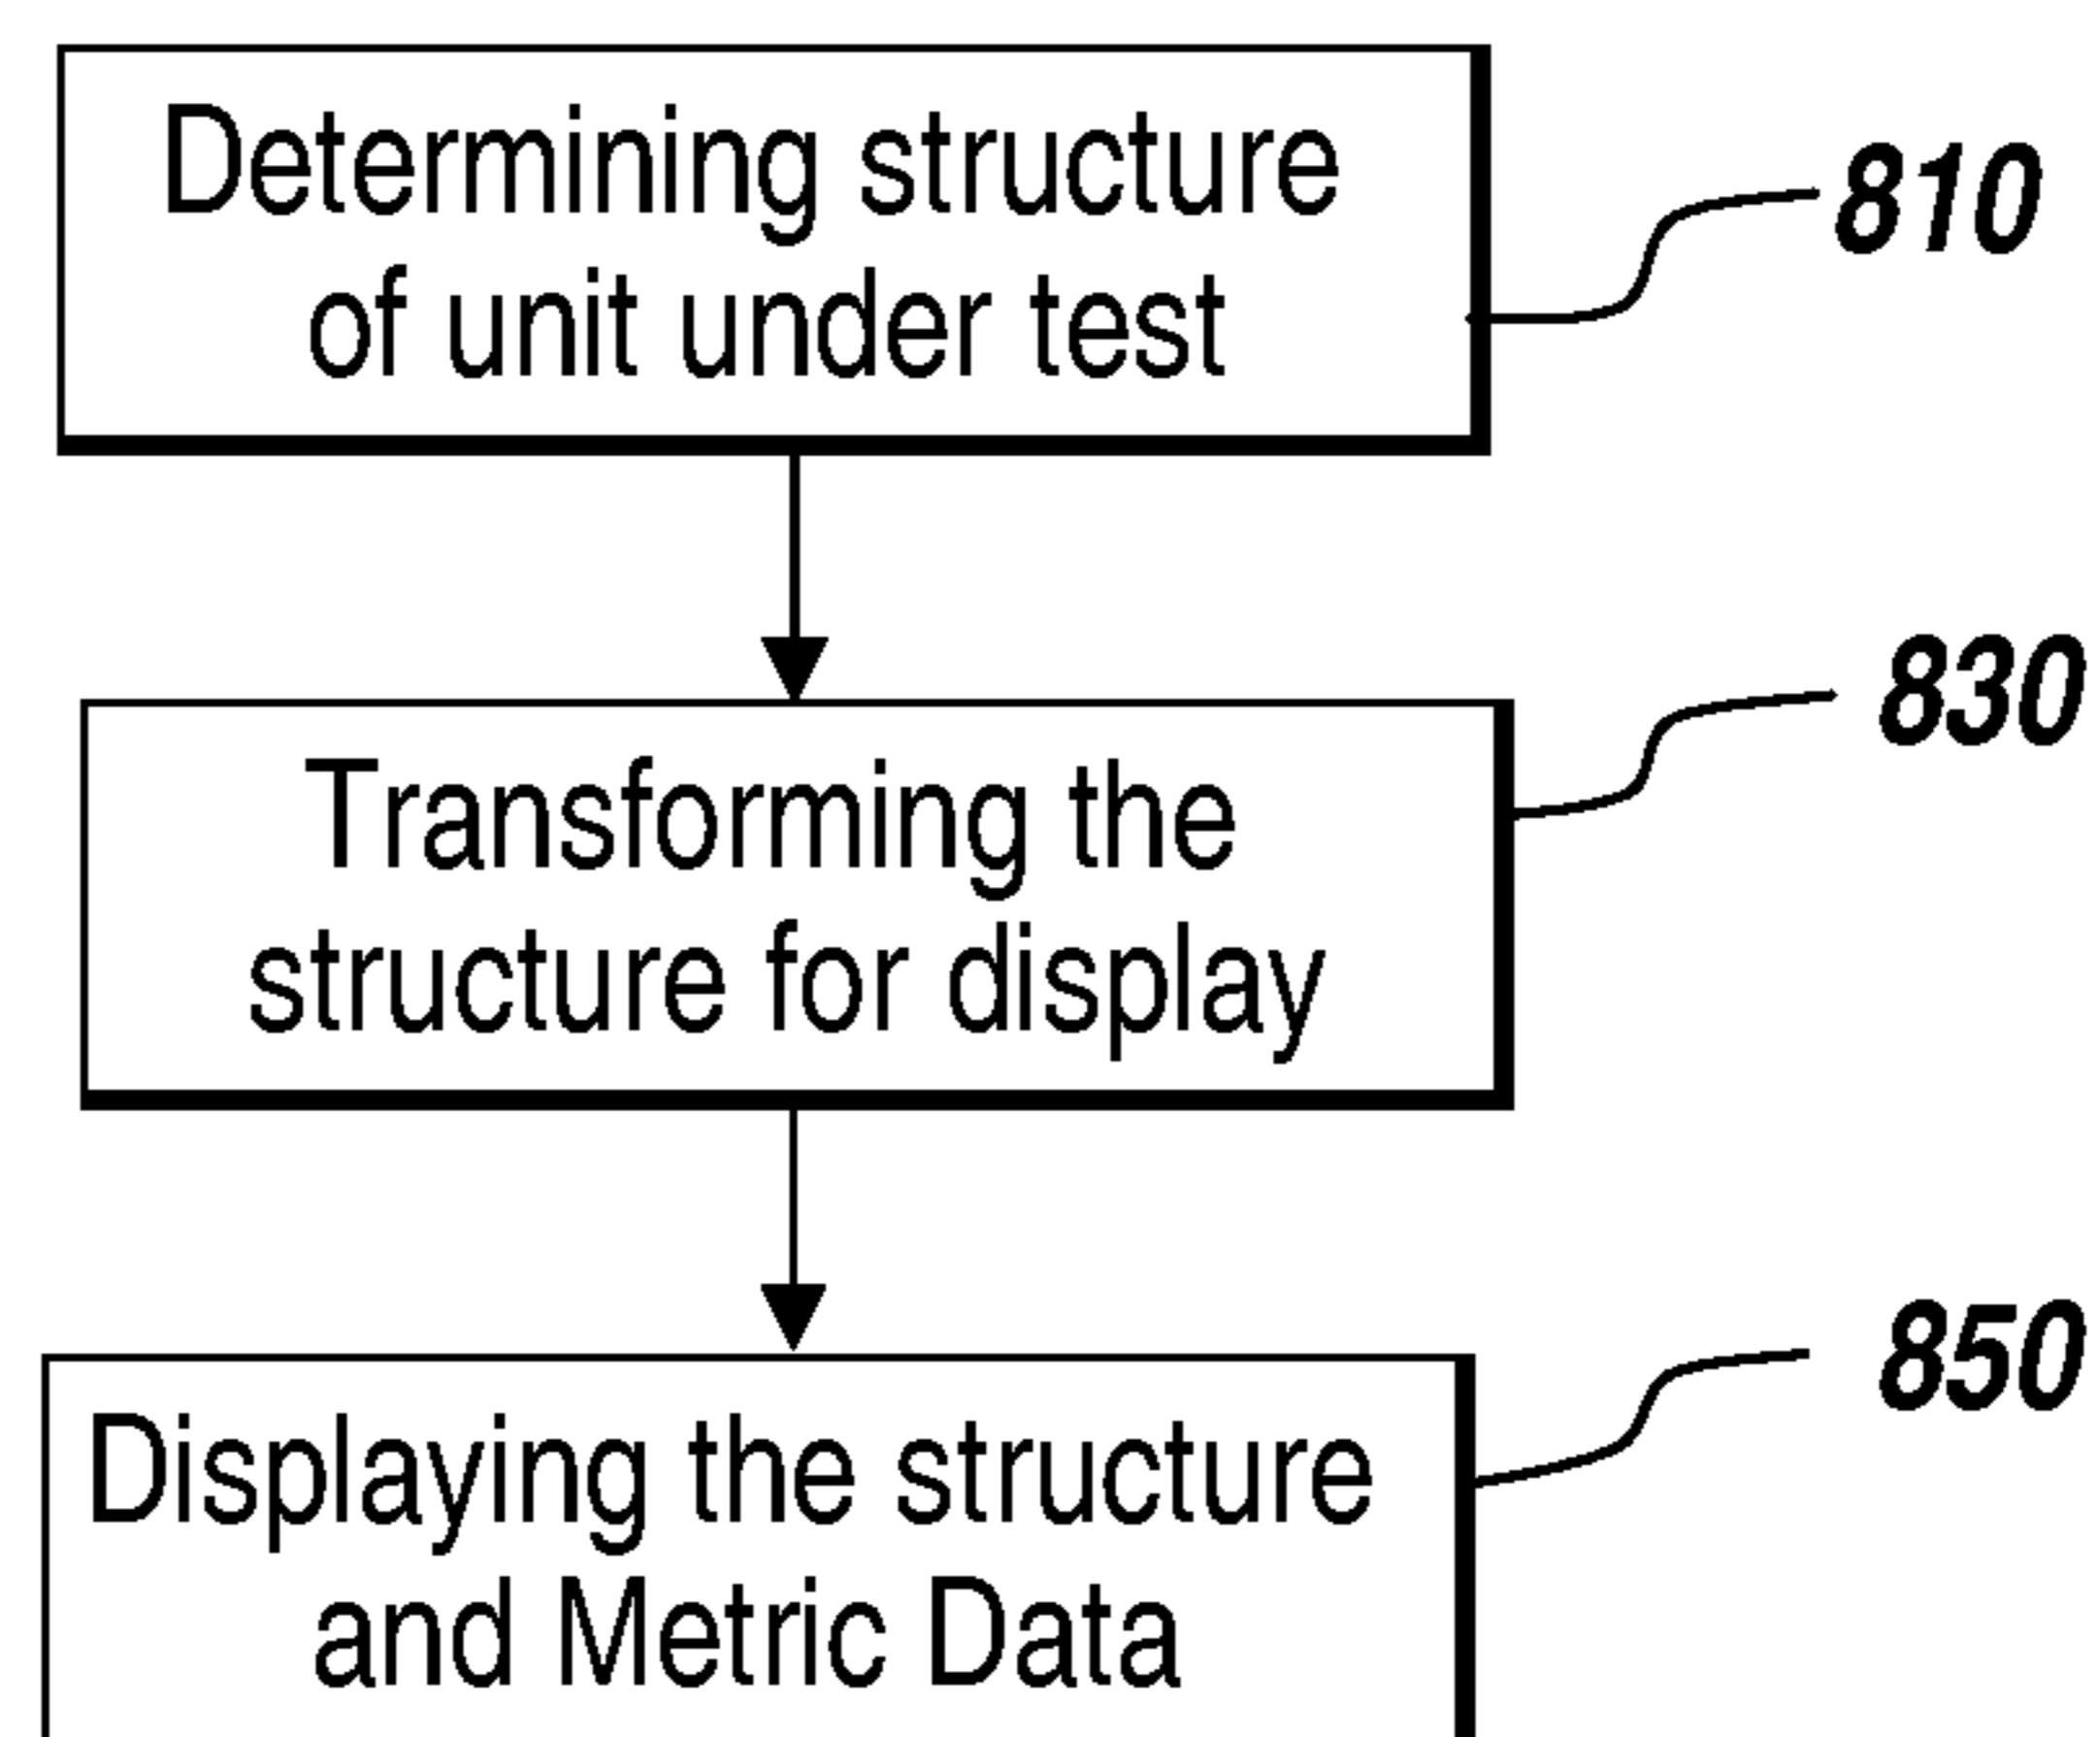 Determining structure
of unit under test
810
Transforming the
structure for display
830
Displaying the structure
and Metric Data
850